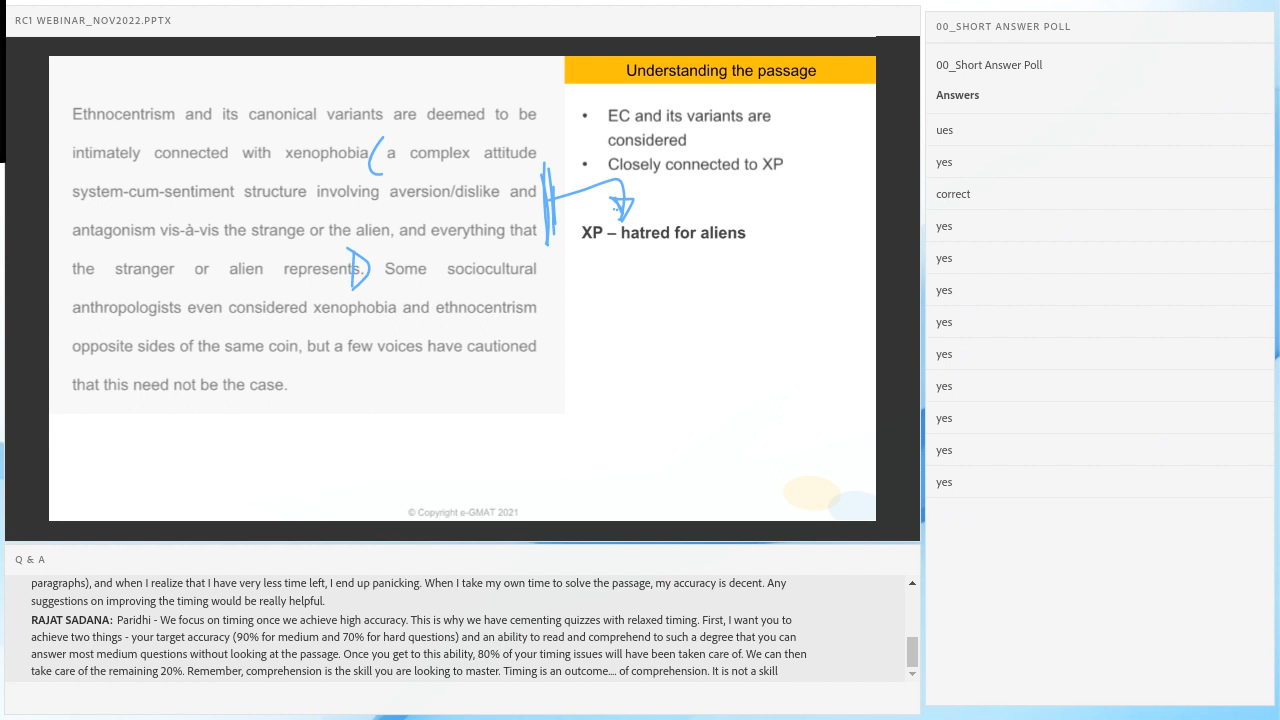 RC1 WEBINAR_NOV2022.PPTX
Understanding the passage
Ethnocentrism and its canonical variants are deemed to be
intimately connected with xenophobia, a complex attitude
system-cum-sentiment structure involving aversion/dislike and
antagonism vis-à-vis the strange or the alien, and everything that
the stranger or alien represents. Some sociocultural
anthropologists even considered xenophobia and ethnocentrism
opposite sides of the same coin, but a few voices have cautioned
that this need not be the case.
• EC and its variants are
considered
• Closely connected to XP
XP – hatred for aliens
© Copyright e-GMAT 2021
Q & A
paragraphs), and when I realize that I have very less time left, I end up panicking. When I take my own time to solve the passage, my accuracy is decent. Any
suggestions on improving the timing would be really helpful.
RAJAT SADANA: Paridhi - We focus on timing once we achieve high accuracy. This is why we have cementing quizzes with relaxed timing. First, I want you to
achieve two things - your target accuracy (90% for medium and 70% for hard questions) and an ability to read and comprehend to such a degree that you can
answer most medium questions without looking at the passage. Once you get to this ability, 80% of your timing issues will have been taken care of. We can then
take care of the remaining 20%. Remember, comprehension is the skill you are looking to master. Timing is an outcome.... of comprehension. It is not a skill
00_SHORT ANSWER POLL
00_Short Answer Poll
Answers
ues
yes
correct
yes
yes
yes
yes
yes
yes
yes
yes
yes